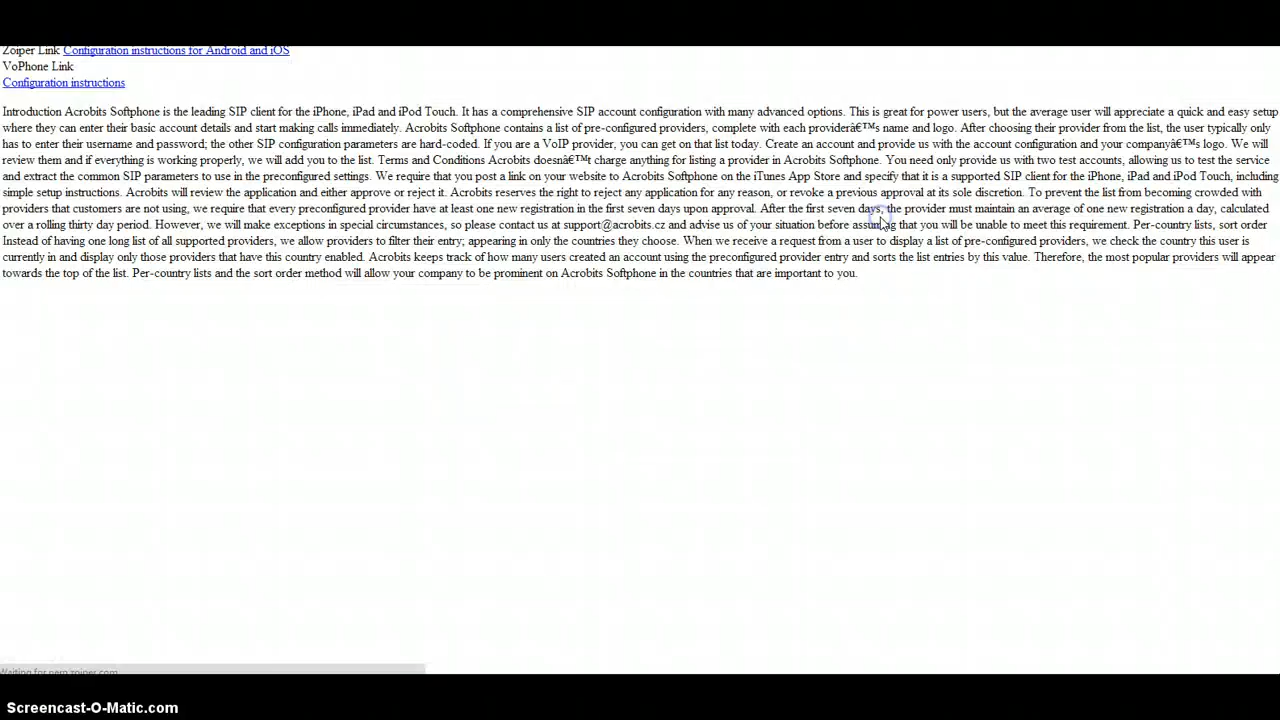 Zoiper Link Configuration instructions for Android and iOS
VoPhone Link
Configuration instructions
Introduction Acrobits Softphone is the leading SIP client for the iPhone, iPad and iPod Touch. It has a comprehensive SIP account configuration with many advanced options. This is great for power users, but the average user will appreciate a quick and easy setup
where they can enter their basic account details and start making calls immediately. Acrobits Softphone contains a list of pre-configured providers, complete with each providerâ€™s name and logo. After choosing their provider from the list, the user typically only
has to enter their username and password; the other SIP configuration parameters are hard-coded. If you are a VoIP provider, you can get on that list today. Create an account and provide us with the account configuration and your companyâ€™s logo. We will
review them and if everything is working properly, we will add you to the list. Terms and Conditions Acrobits doesnâ€™t charge anything for listing a provider in Acrobits Softphone. You need only provide us with two test accounts, allowing us to test the service
and extract the common SIP parameters to use in the preconfigured settings. We require that you post a link on your website to Acrobits Softphone on the iTunes App Store and specify that it is a supported SIP client for the iPhone, iPad and iPod Touch, including
simple setup instructions. Acrobits will review the application and either approve or reject it. Acrobits reserves the right to reject any application for any reason, or revoke a previous approval at its sole discretion. To prevent the list from becoming crowded with
providers that customers are not using, we require that every preconfigured provider have at least one new registration in the first seven days upon approval. After the first seven days, the provider must maintain an average of one new registration a day, calculated
over a rolling thirty day period. However, we will make exceptions in special circumstances, so please contact us at support@acrobits.cz and advise us of your situation before assuming that you will be unable to meet this requirement. Per-country lists, sort order
Instead of having one long list of all supported providers, we allow providers to filter their entry; appearing in only the countries they choose. When we receive a request from a user to display a list of pre-configured providers, we check the country this user is
currently in and display only those providers that have this country enabled. Acrobits keeps track of how many users created an account using the preconfigured provider entry and sorts the list entries by this value. Therefore, the most popular providers will appear
towards the top of the list. Per-country lists and the sort order method will allow your company to be prominent on Acrobits Softphone in the countries that are important to you.
Waiting for
Screencast-O-Matic.com